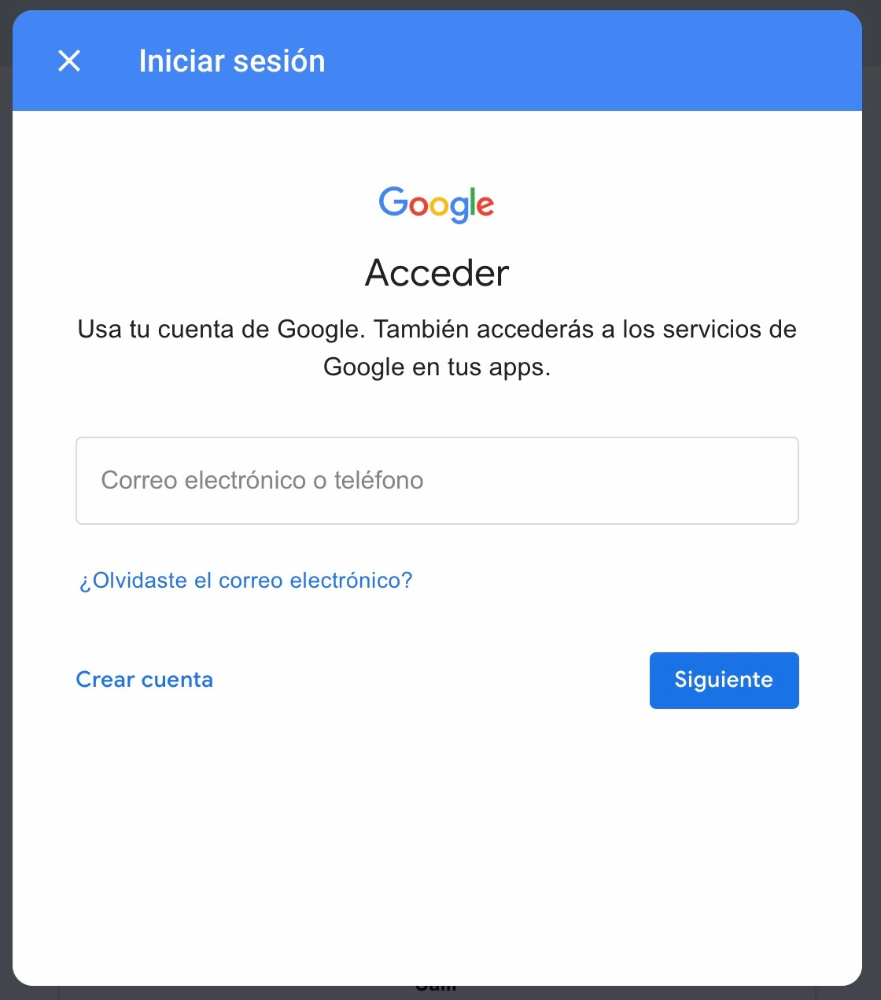 Iniciar sesión
Google
Acceder
Usa tu cuenta de Google. También accederás a los servicios de
Google en tus apps.
Correo electrónico o teléfono
¿Olvidaste el correo electrónico?
Crear cuenta
Siguiente